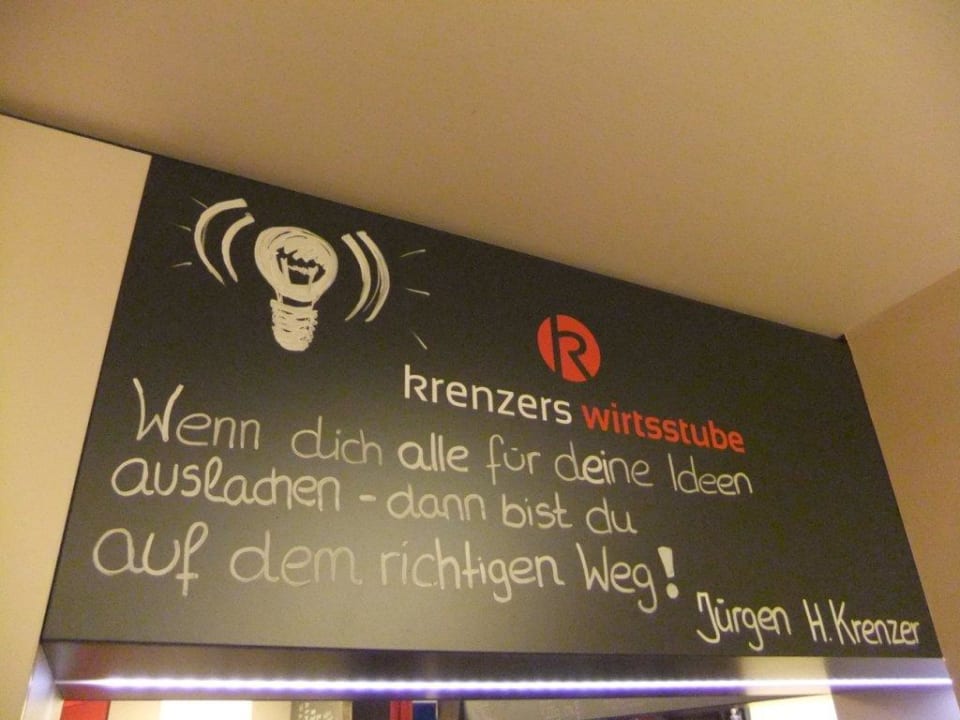 R
krenzers wirtsstube
Wenn dich alle für deine Ideen
auslachen - dann bist du
auf dem richtigen Weg!
Jürgen H. Krenzer